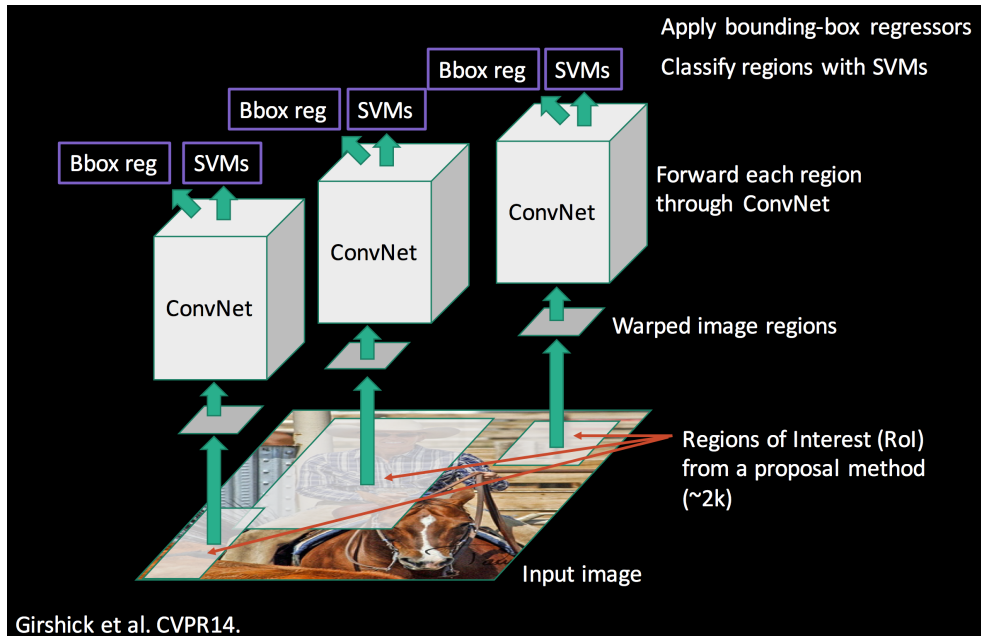 Apply bounding-box regressors
Bbox reg
SVMs
Classify regions with SVMs
Bbox reg
SVMs
Bbox reg
SVMs
Forward each region
through ConvNet
ConvNet
ConvNet
ConvNet
Warped image regions
Regions of Interest (RoI)
from a proposal method
(~2k)
Input image
Girshick et al. CVPR14.